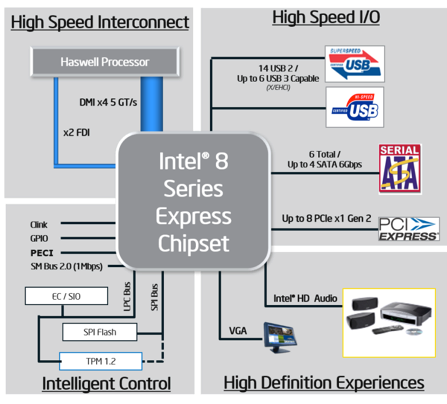 High Speed Interconnect
Haswell Processor
DMI x4 5 GT/s
x2 FDI
High Speed I/O
14 USB 2 /
Up to 6 USB 3 Capable
(X/EHCI)
SUPERSPEED
CERTIFIED
USB
HI-SPEED
CERTIFIED
USB
6 Total /
Up to 4 SATA 6Gbps
SERIAL
ATA
Up to 8 PCIe x1 Gen 2
PCI
EXPRESS
Intel® 8
Series
Express
Chipset
Clink
GPIO
PECI
SM Bus 2.0 (1Mbps)
LPC Bus
SPI Bus
EC / SIO
SPI Flash
TPM 1.2
Intelligent Control
Intel® HD Audio
VGA
High Definition Experiences